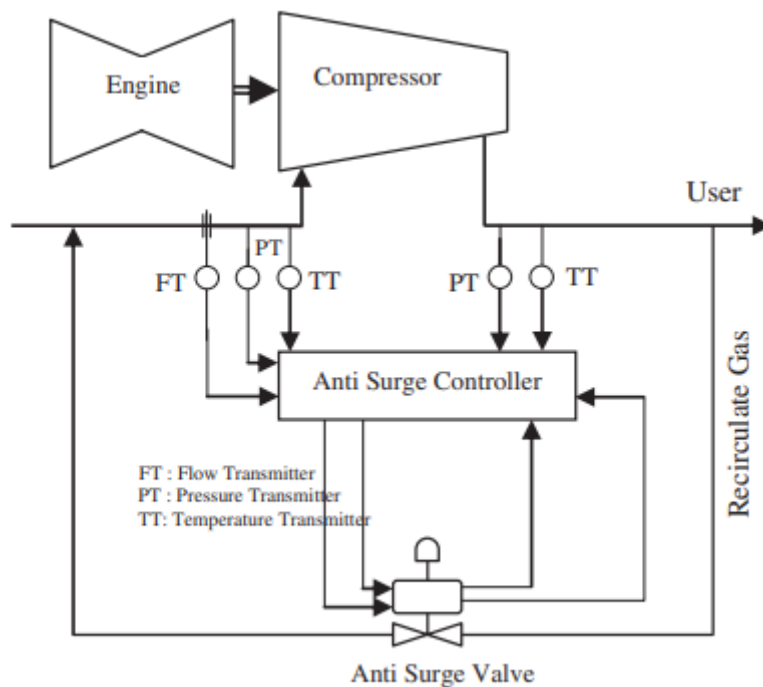 Engine
Compressor
User
FT
PT
TT
PT
TT
Anti Surge Controller
Recirculate Gas
FT : Flow Transmitter
PT : Pressure Transmitter
TT: Temperature Transmitter
Anti Surge Valve